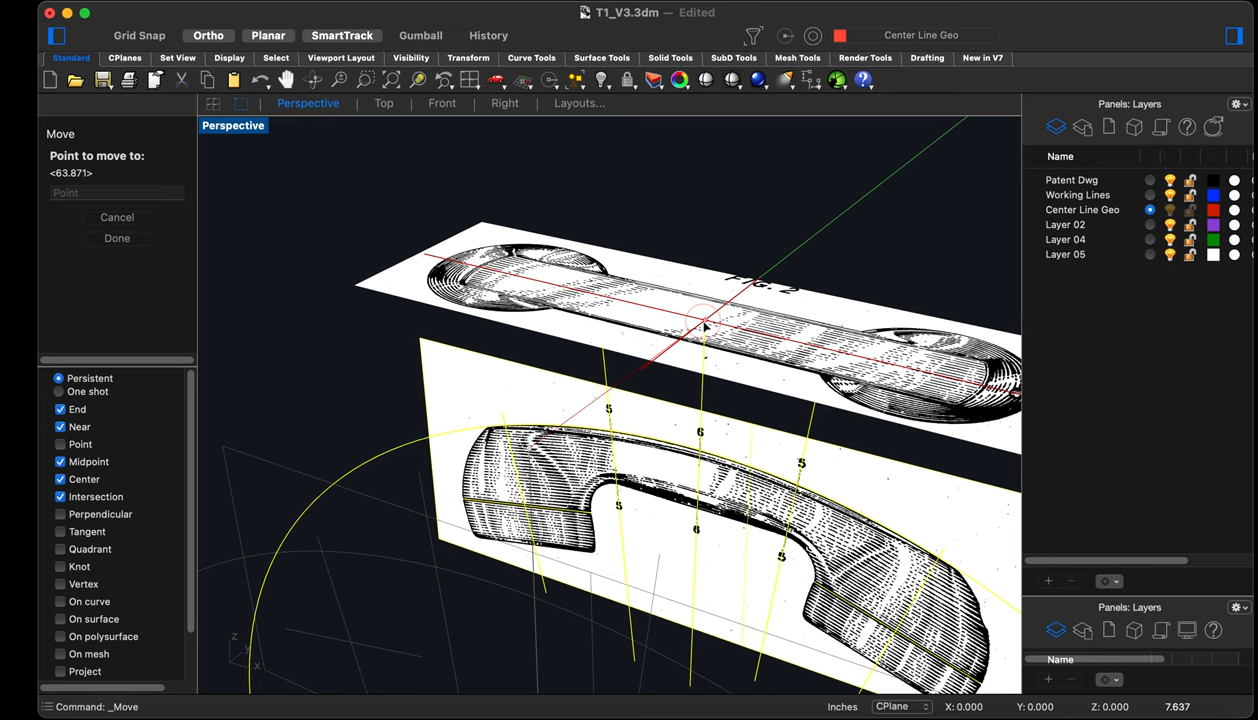 T1_V3.3dm — Edited
Grid Snap Ortho Planar SmartTrack Gumball History Center Line Geo
Standard CPlanes Set View Display Select Viewport Layout Visibility Transform Curve Tools Surface Tools Solid Tools SubD Tools Mesh Tools Render Tools Drafting New in V7
Perspective Top Front Right Layouts...
Perspective
Move
Point to move to:
<63.871>
Point
Cancel
Done
Persistent
One shot
End
Near
Point
Midpoint
Center
Intersection
Perpendicular
Tangent
Quadrant
Knot
Vertex
On curve
On surface
On polysurface
On mesh
Project
FIG. 2
5
6
5
5
6
5
z
y
x
Panels: Layers
Name
Patent Dwg
Working Lines
Center Line Geo
Layer 02
Layer 04
Layer 05
Panels: Layers
Name
Command: _Move
Inches CPlane X: 0.000 Y: 0.000 Z: 0.000 7.637